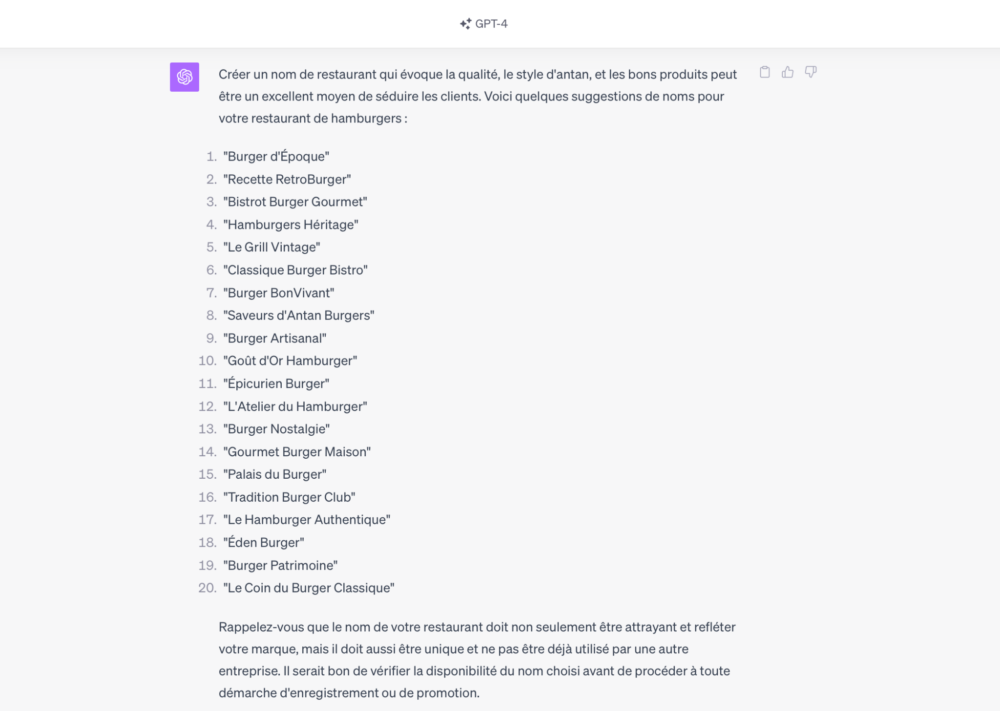 GPT-4
Créer un nom de restaurant qui évoque la qualité, le style d'antan, et les bons produits peut
être un excellent moyen de séduire les clients. Voici quelques suggestions de noms pour
votre restaurant de hamburgers :
1. "Burger d'Époque"
2. "Recette RetroBurger"
3. "Bistrot Burger Gourmet"
4. "Hamburgers Héritage"
5. "Le Grill Vintage"
6. "Classique Burger Bistro"
7. "Burger BonVivant"
8. "Saveurs d'Antan Burgers"
9. "Burger Artisanal"
10. "Goût d'Or Hamburger"
11. "Épicurien Burger"
12. "L'Atelier du Hamburger"
13. "Burger Nostalgie"
14. "Gourmet Burger Maison"
15. "Palais du Burger"
16. "Tradition Burger Club"
17. "Le Hamburger Authentique"
18. "Éden Burger"
19. "Burger Patrimoine"
20. "Le Coin du Burger Classique"
Rappelez-vous que le nom de votre restaurant doit non seulement être attrayant et refléter
votre marque, mais il doit aussi être unique et ne pas être déjà utilisé par une autre
entreprise. Il serait bon de vérifier la disponibilité du nom choisi avant de procéder à toute
démarche d'enregistrement ou de promotion.